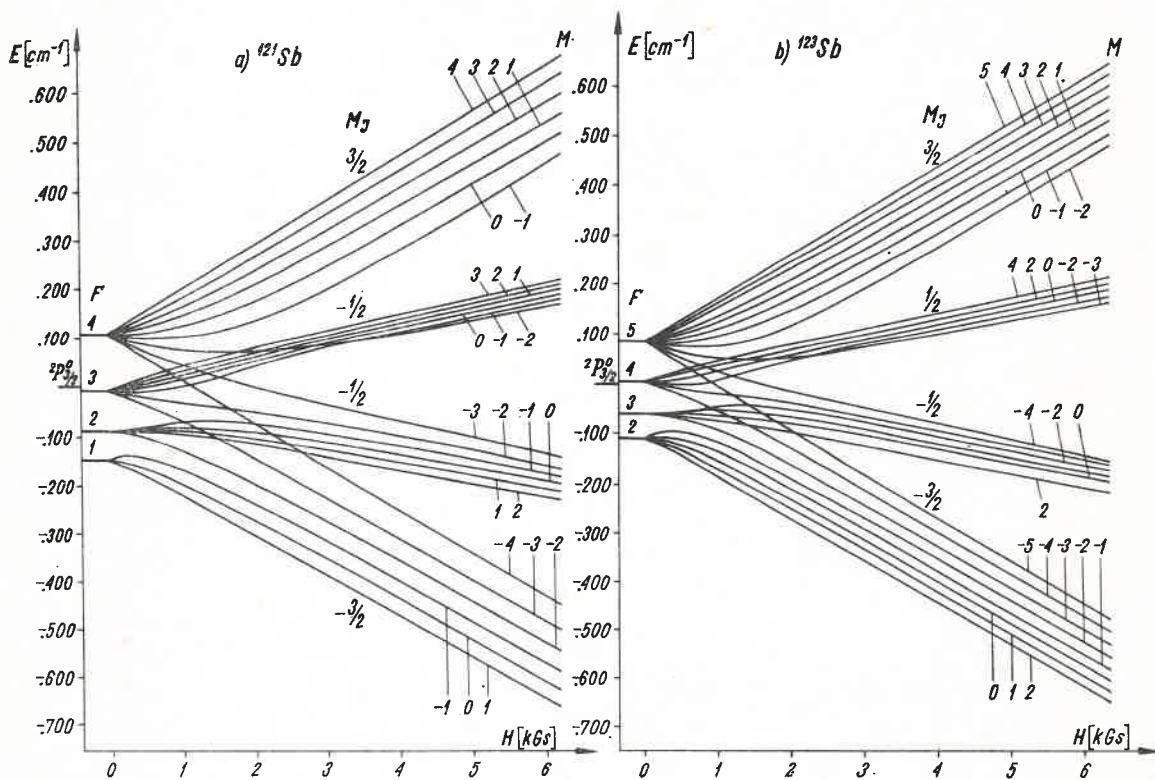 E [cm⁻¹]
a) ¹²¹Sb
M
.600
.500
.400
.300
.200
.100
-.100
-.200
-.300
-.400
-.500
-.600
-.700
F
4
3
2
1
²P°₃/₂
M_J
3/2
-1/2
-1/2
-3/2
4 3 2 1
0 -1
3 2 1
0 -1 -2
-3 -2 -1 0
1 2
-4 -3 -2
-1 0 1
H [kGs]
0 1 2 3 4 5 6
E [cm⁻¹]
b) ¹²³Sb
M
.600
.500
.400
.300
.200
.100
-.100
-.200
-.300
-.400
-.500
-.600
-.700
F
5
4
3
2
²P°₃/₂
M_J
3/2
1/2
-1/2
-3/2
5 4 3 2 1
0 -1 -2
4 2 0 -2 -3
-4 -2 0
2
-5 -4 -3 -2 -1
0 1 2
H [kGs]
0 1 2 3 4 5 6